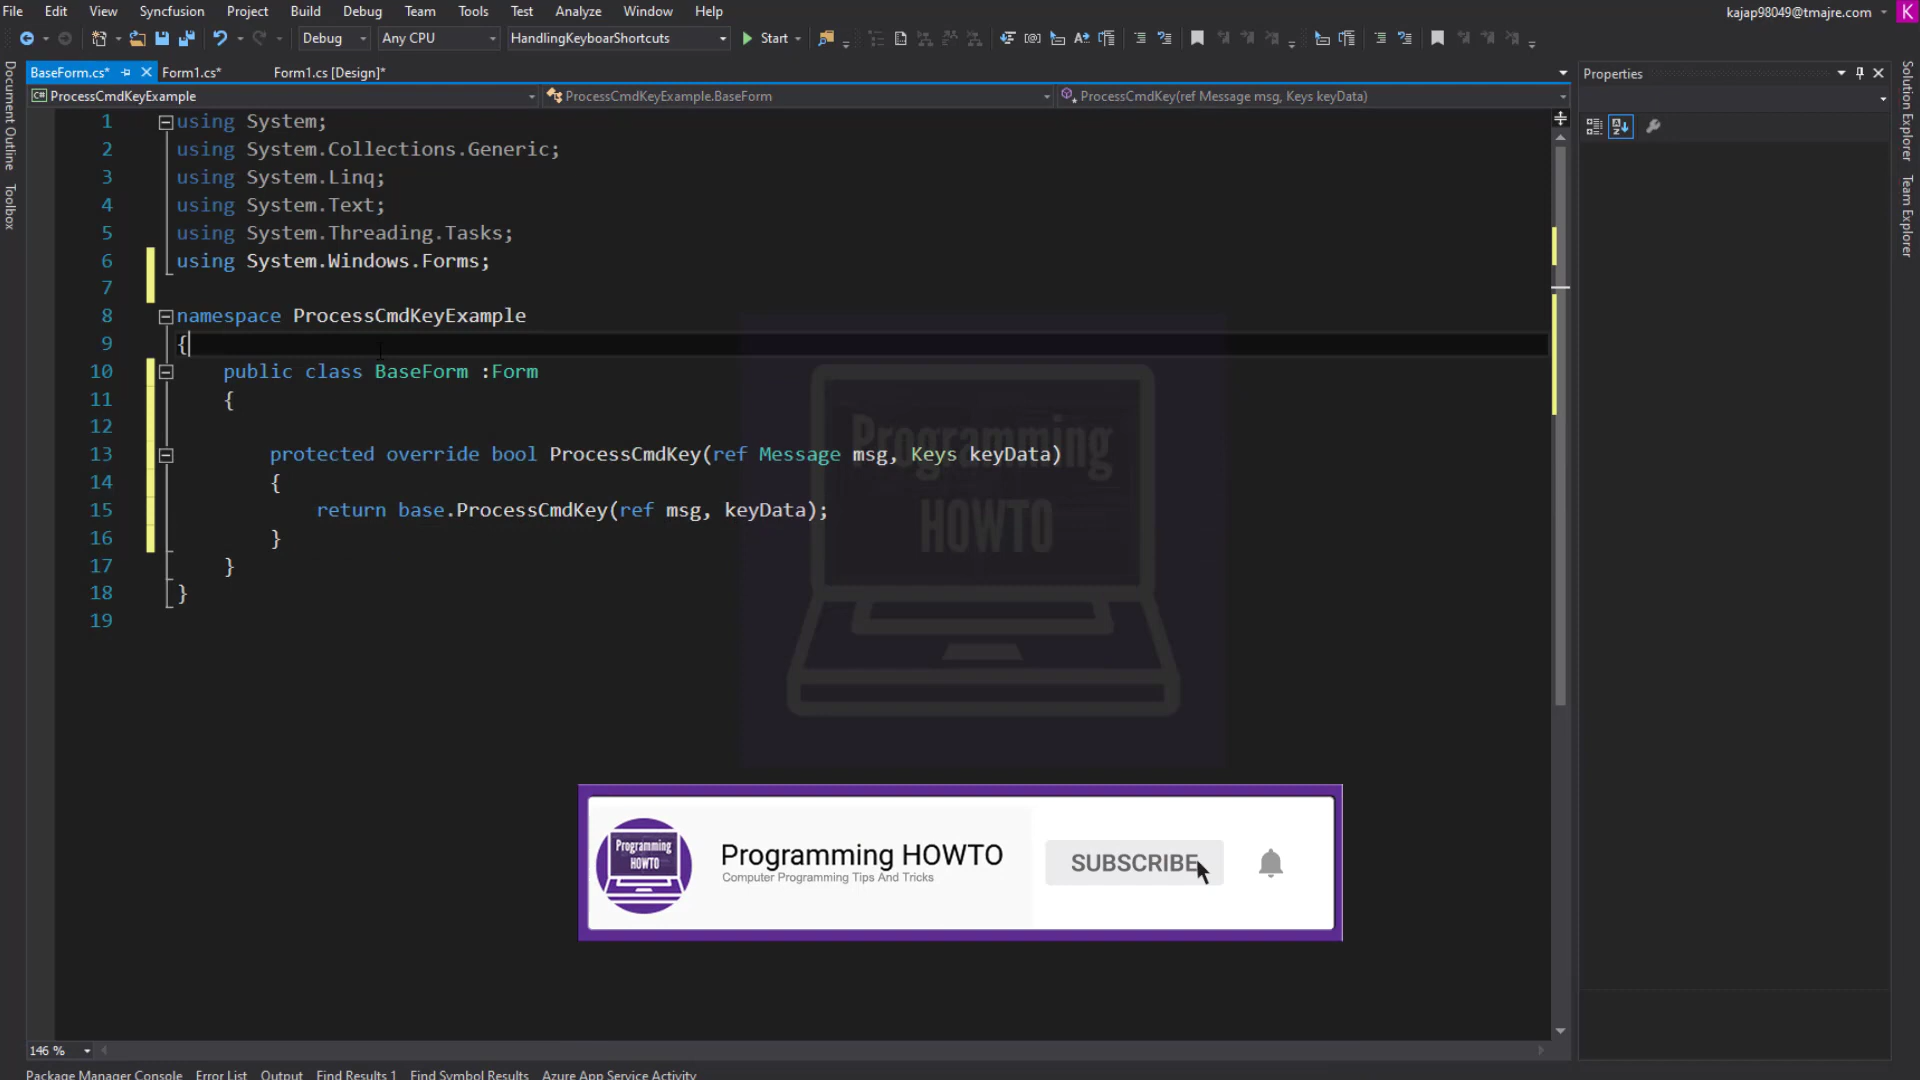 File Edit View Syncfusion Project Build Debug Team Tools Test Analyze Window Help kajap98049@tmajre.com K
Debug Any CPU HandlingKeyboarShortcuts Start
BaseForm.cs* Form1.cs* Form1.cs [Design]* Properties
ProcessCmdKeyExample ProcessCmdKeyExample.BaseForm ProcessCmdKey(ref Message msg, Keys keyData)
Document Outline
Toolbox
Solution Explorer
Team Explorer
1 using System;
2 using System.Collections.Generic;
3 using System.Linq;
4 using System.Text;
5 using System.Threading.Tasks;
6 using System.Windows.Forms;
7
8 namespace ProcessCmdKeyExample
9 {
10 public class BaseForm :Form
11 {
12
13 protected override bool ProcessCmdKey(ref Message msg, Keys keyData)
14 {
15 return base.ProcessCmdKey(ref msg, keyData);
16 }
17 }
18 }
19
Programming
HOWTO
Programming
HOWTO
Programming HOWTO
Computer Programming Tips And Tricks
SUBSCRIBE
146 %
Package Manager Console Error List Output Find Results 1 Find Symbol Results Azure App Service Activity